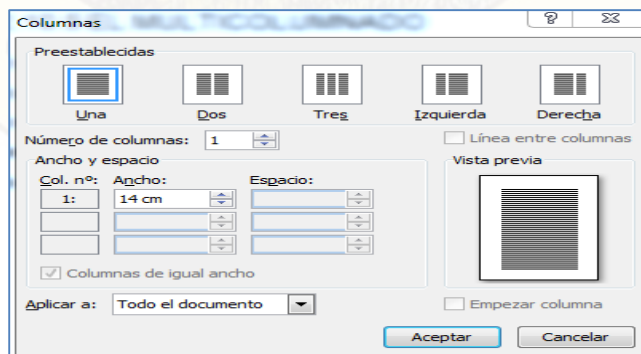 MULTICOLUMNADO
Columnas
Preestablecidas
Una Dos Tres Izquierda Derecha
Número de columnas: 1 Línea entre columnas
Ancho y espacio Vista previa
Col. nº: Ancho: Espacio:
1: 14 cm
Columnas de igual ancho
Aplicar a: Todo el documento Empezar columna
Aceptar Cancelar